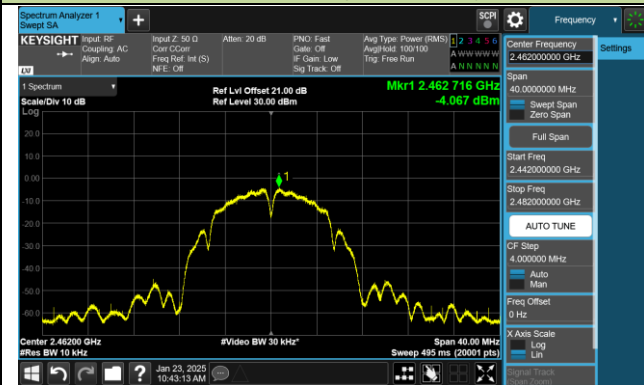 Spectrum Analyzer 1
Swept SA
+
SCPI
Frequency
KEYSIGHT
Input: RF
Coupling: AC
Align: Auto
Input Z: 50 Ω
Corr CCorr
Freq Ref: Int (S)
NFE: Off
Atten: 20 dB
PNO: Fast
Gate: Off
IF Gain: Low
Sig Track: Off
Avg Type: Power (RMS)
Avg|Hold: 100/100
Trig: Free Run
1 2 3 4 5 6
A W W W W W
A N N N N N
LXI
1 Spectrum
Scale/Div 10 dB
Ref Lvl Offset 21.00 dB
Ref Level 30.00 dBm
Mkr1 2.462 716 GHz
-4.067 dBm
Log
20.0
10.0
0.00
-10.0
-20.0
-30.0
-40.0
-50.0
-60.0
1
Center 2.46200 GHz
#Res BW 10 kHz
#Video BW 30 kHz*
Span 40.00 MHz
Sweep 495 ms (20001 pts)
Center Frequency
2.462000000 GHz
Settings
Span
40.0000000 MHz
Swept Span
Zero Span
Full Span
Start Freq
2.442000000 GHz
Stop Freq
2.482000000 GHz
AUTO TUNE
CF Step
4.000000 MHz
Auto
Man
Freq Offset
0 Hz
X Axis Scale
Log
Lin
Signal Track
(Span Zoom)
?
Jan 23, 2025
10:43:13 AM